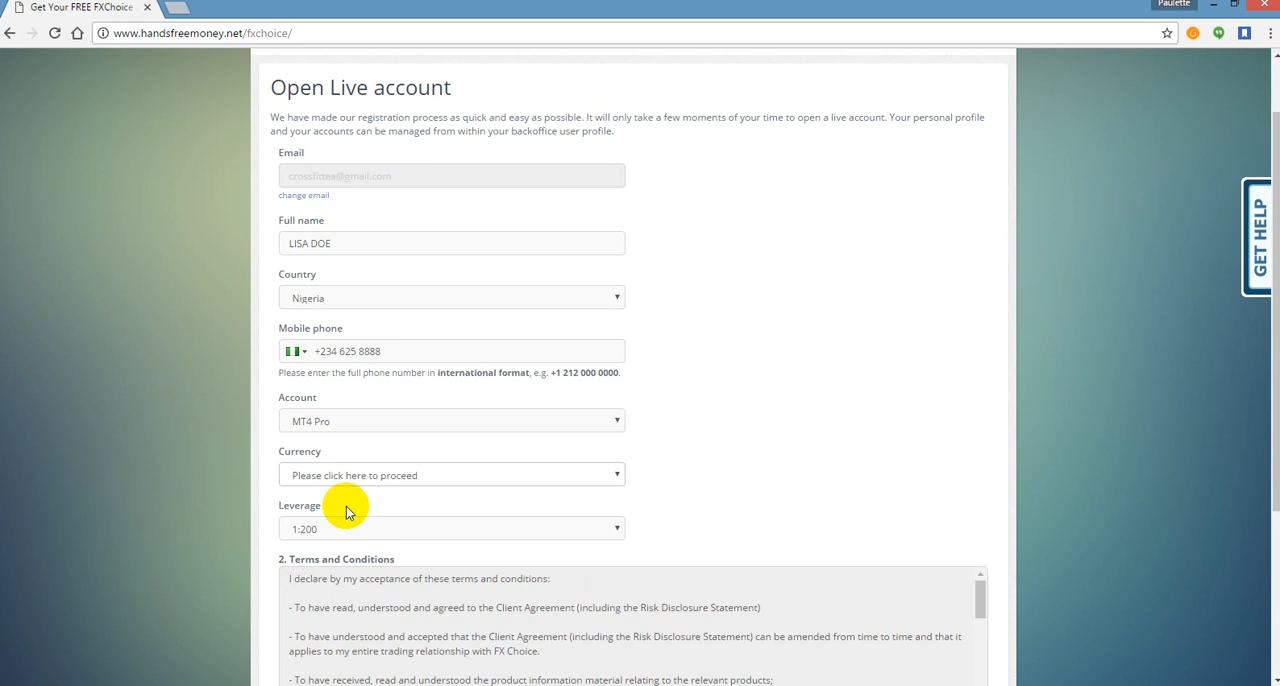 Get Your FREE FXChoice
Paulette
www.handsfreemoney.net/fxchoice/
Open Live account
We have made our registration process as quick and easy as possible. It will only take a few moments of your time to open a live account. Your personal profile
and your accounts can be managed from within your backoffice user profile.
Email
crossfittea@gmail.com
change email
Full name
LISA DOE
Country
Nigeria
Mobile phone
+234 625 8888
Please enter the full phone number in international format, e.g. +1 212 000 0000.
Account
MT4 Pro
Currency
Please click here to proceed
Leverage
1:200
2. Terms and Conditions
I declare by my acceptance of these terms and conditions:
- To have read, understood and agreed to the Client Agreement (including the Risk Disclosure Statement)
- To have understood and accepted that the Client Agreement (including the Risk Disclosure Statement) can be amended from time to time and that it
applies to my entire trading relationship with FX Choice.
- To have received, read and understood the product information material relating to the relevant products;
GET HELP